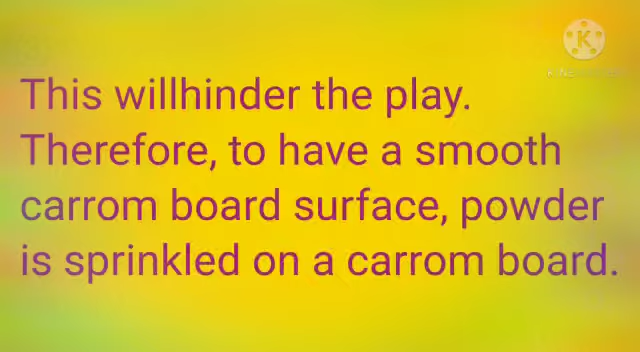 K
This willhinder the play.
Therefore, to have a smooth
carrom board surface, powder
is sprinkled on a carrom board.